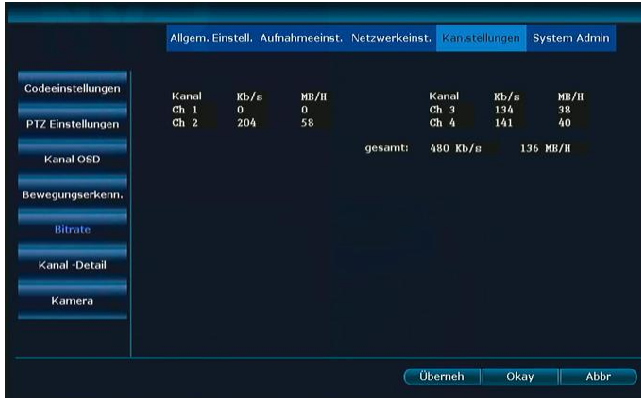 Allgem. Einstell. Aufnahmeeinst. Netzwerkeinst. Kan.stellungen System Admin
Codeeinstellungen
PTZ Einstellungen
Kanal OSD
Bewegungserkenn.
Bitrate
Kanal -Detail
Kamera
Kanal Kb/s MB/H Kanal Kb/s MB/H
Ch 1 0 0 Ch 3 134 38
Ch 2 204 58 Ch 4 141 40
gesamt: 480 Kb/s 136 MB/H
Überneh Okay Abbr